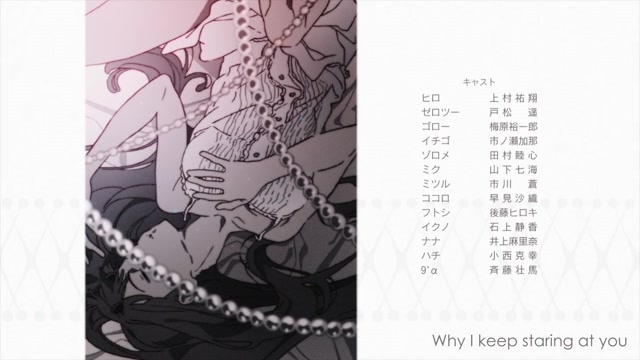 キャスト
ヒロ 上村祐翔
ゼロツー 戸松 遥
ゴロー 梅原裕一郎
イチゴ 市ノ瀬加那
ゾロメ 田村睦心
ミク 山下七海
ミツル 市川 蒼
ココロ 早見沙織
フトシ 後藤ヒロキ
イクノ 石上静香
ナナ 井上麻里奈
ハチ 小西克幸
9'α 斉藤壮馬
Why I keep staring at you